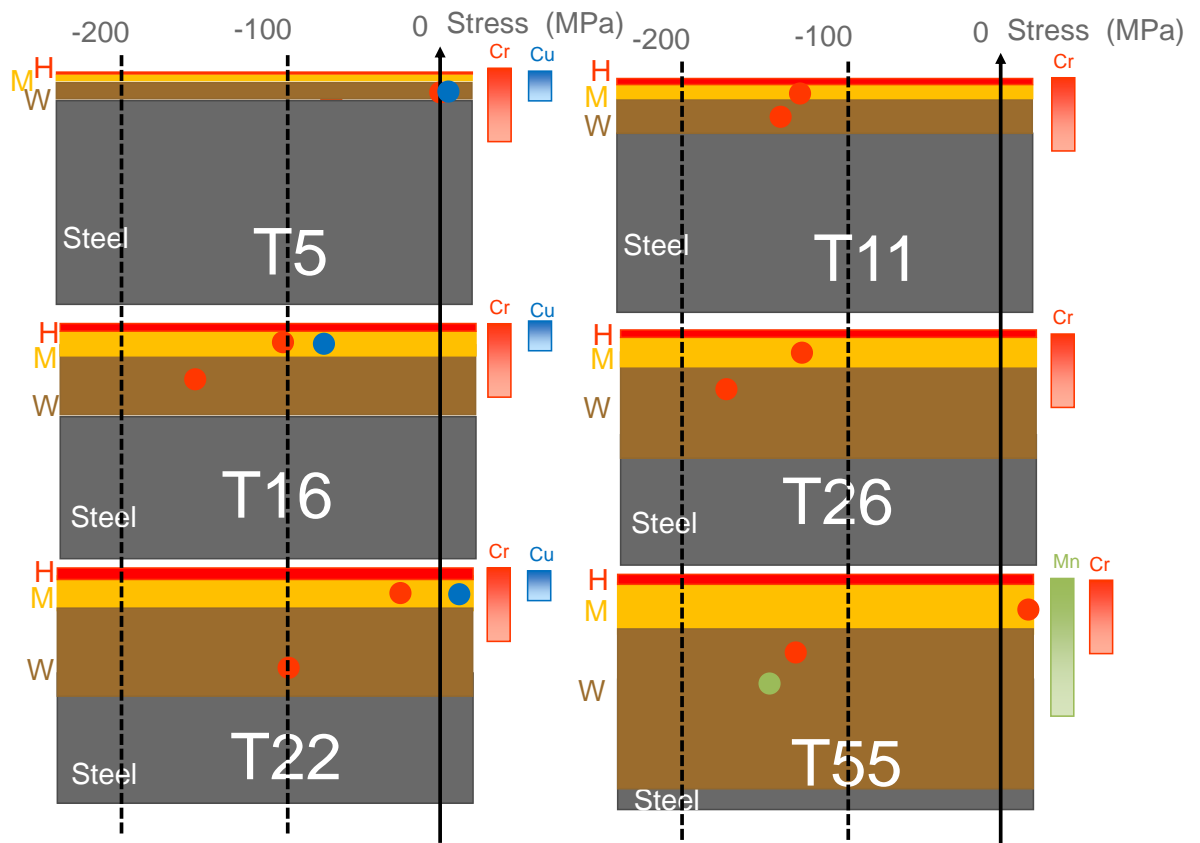 -200 -100 0 Stress (MPa)
Cr Cu
H
M
W
Steel T5
-200 -100 0 Stress (MPa)
Cr
H
M
W
Steel T11
Cr Cu
H
M
W
T16
Steel
Cr
H
M
W
T26
Steel
Cr Cu
H
M
W
T22
Steel
Mn Cr
H
M
W
T55
Steel